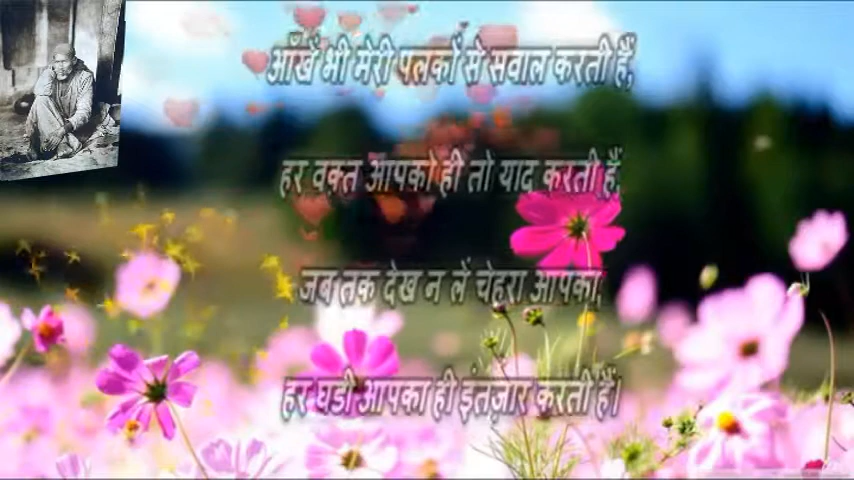 आँखें भी मेरी पलकों से सवाल करती हैं,
हर वक्त आपको ही तो याद करती हैं,
जब तक देख न लें चेहरा आपका,
हर घडी आपका ही इंतज़ार करती हैं।